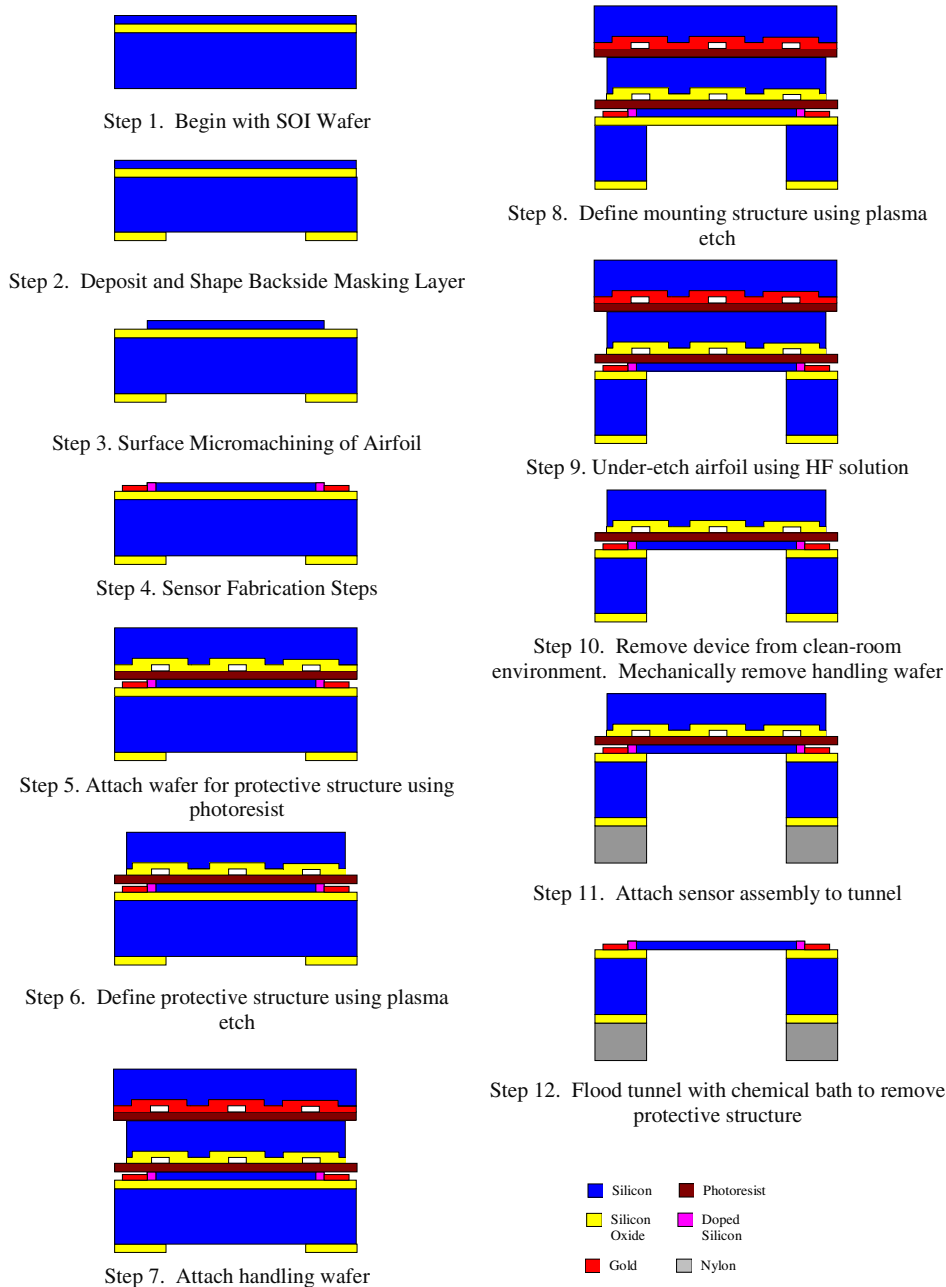 Step 1. Begin with SOI Wafer
Step 2. Deposit and Shape Backside Masking Layer
Step 3. Surface Micromachining of Airfoil
Step 4. Sensor Fabrication Steps
Step 5. Attach wafer for protective structure using
photoresist
Step 6. Define protective structure using plasma
etch
Step 7. Attach handling wafer
Step 8. Define mounting structure using plasma
etch
Step 9. Under-etch airfoil using HF solution
Step 10. Remove device from clean-room
environment. Mechanically remove handling wafer
Step 11. Attach sensor assembly to tunnel
Step 12. Flood tunnel with chemical bath to remove
protective structure
Silicon
Photoresist
Silicon
Oxide
Doped
Silicon
Gold
Nylon